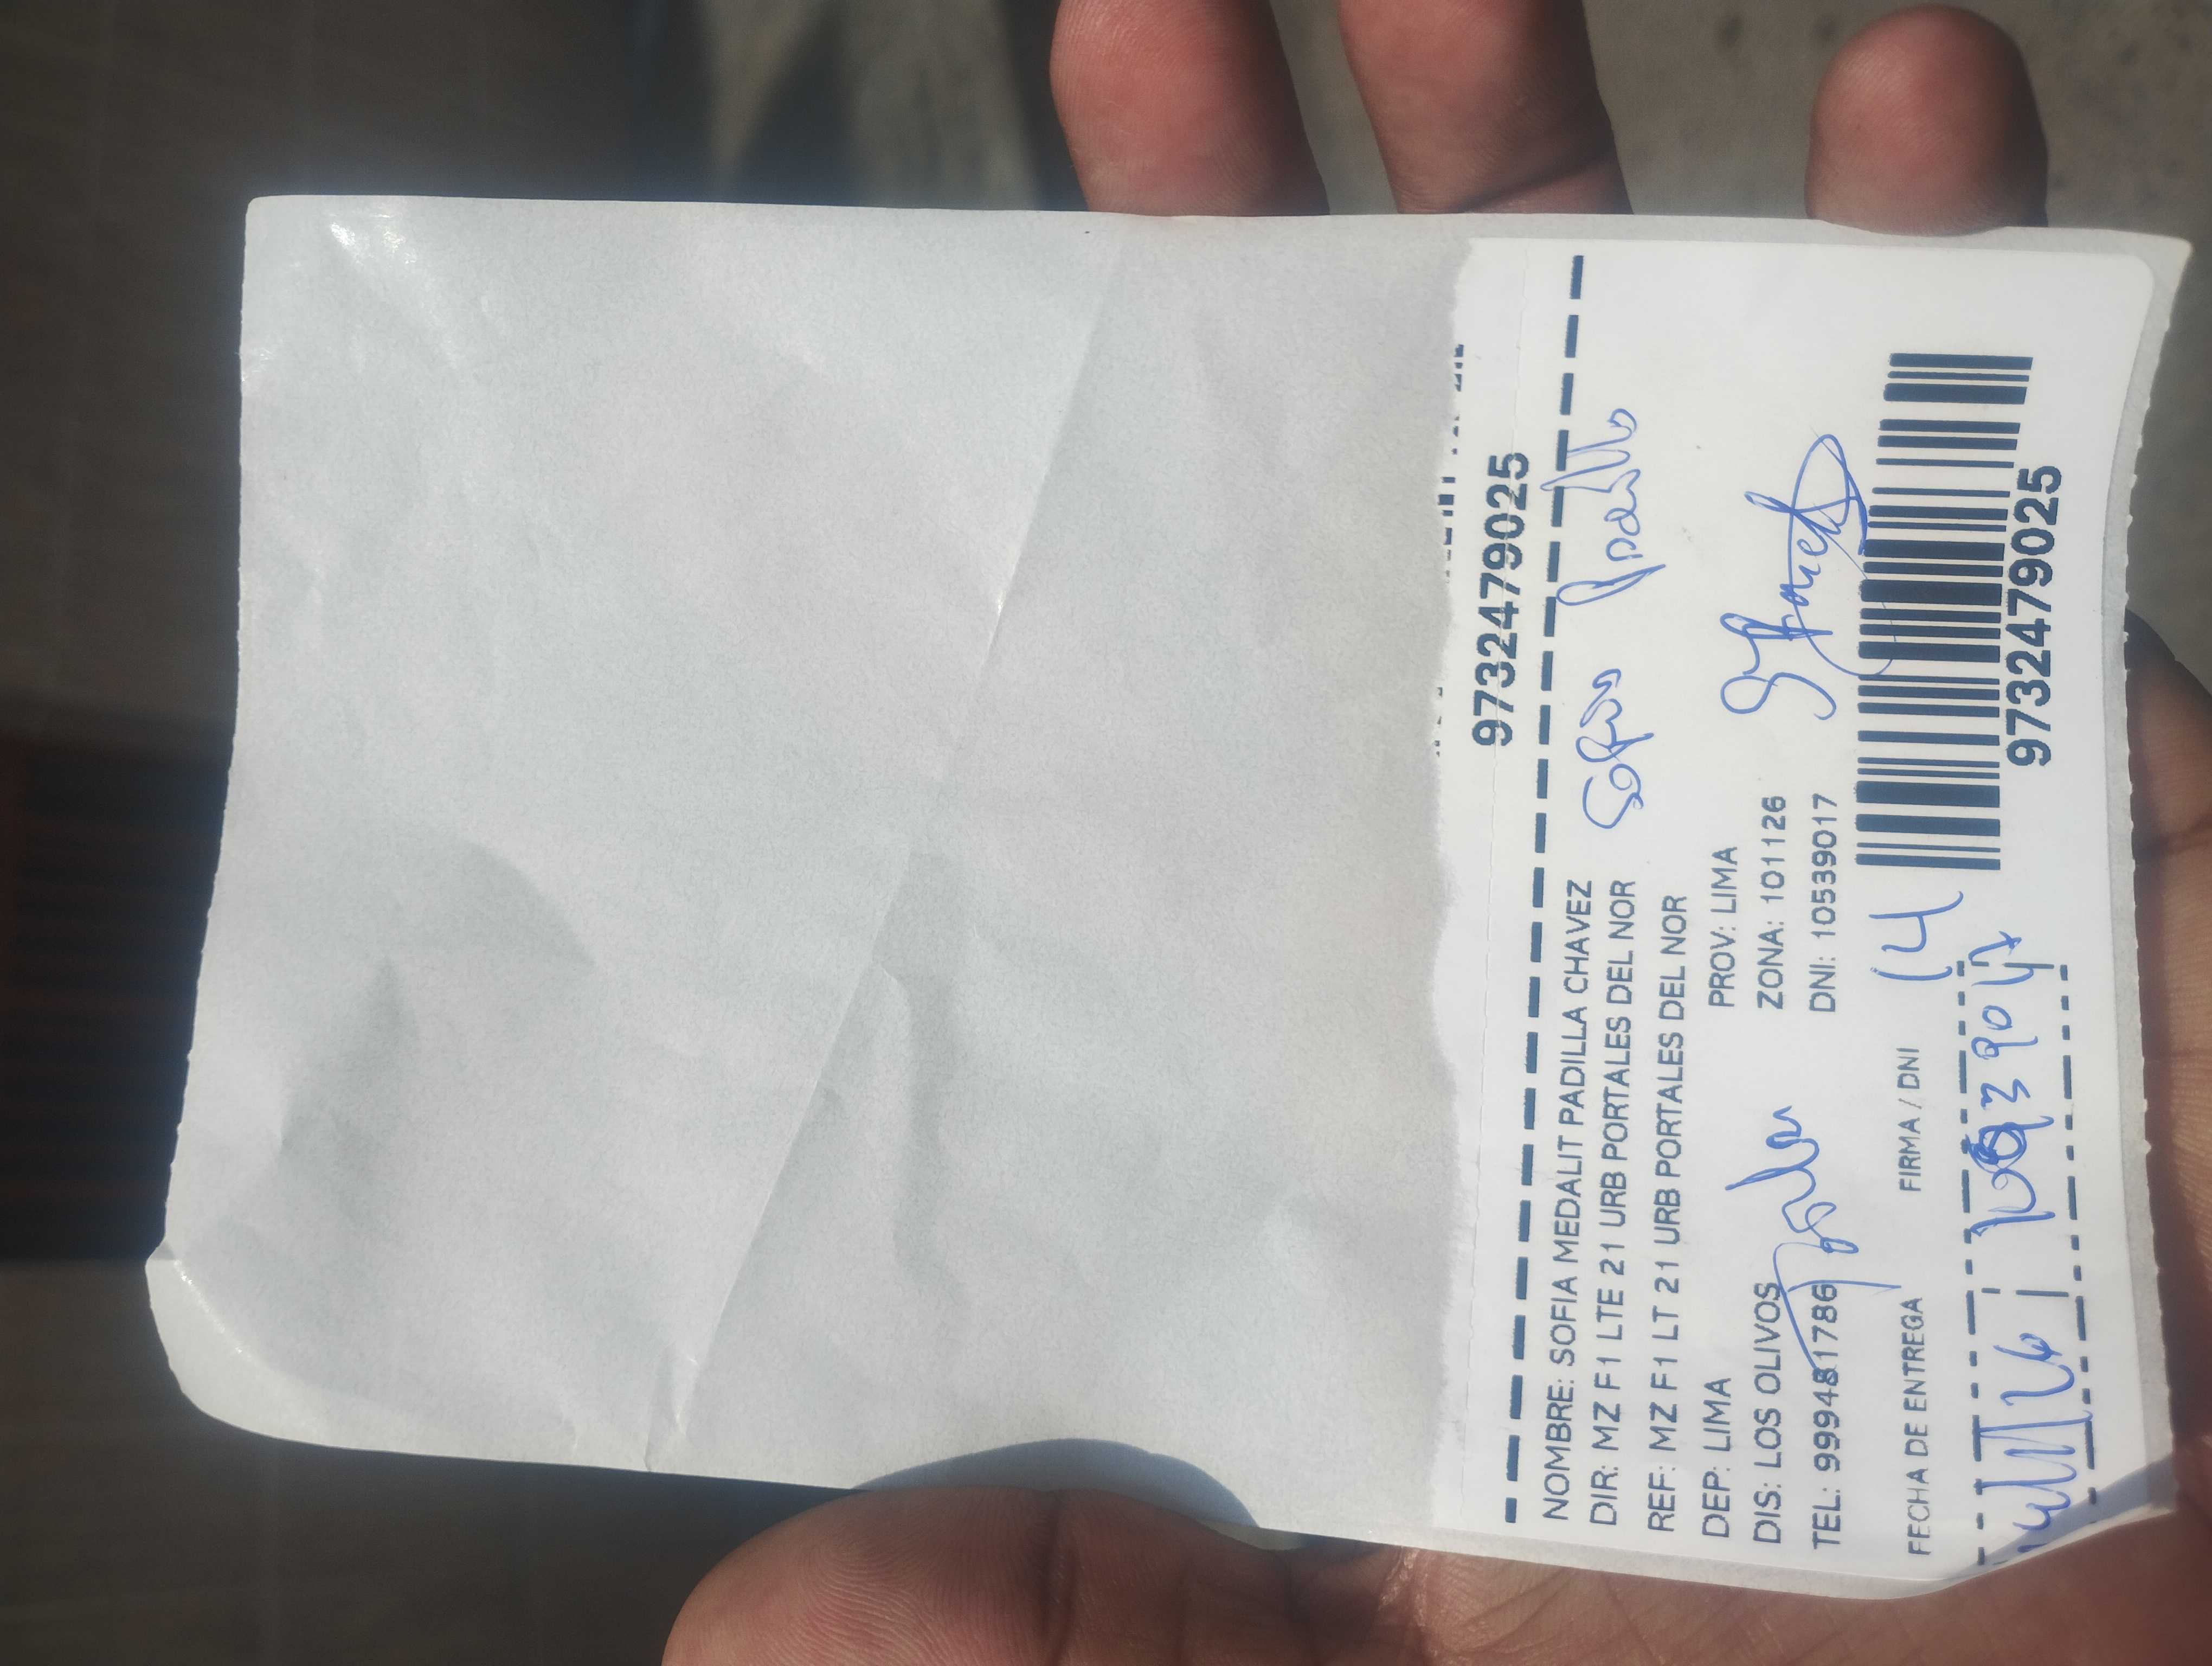 9732479025
NOMBRE: SOFIA MEDALIT PADILLA CHAVEZ
DIR: MZ F1 LTE 21 URB PORTALES DEL NOR
REF: MZ F1 LT 21 URB PORTALES DEL NOR
DEP: LIMA PROV: LIMA
DIS: LOS OLIVOS ZONA: 101126
TEL: 999481786 DNI: 10539017
FECHA DE ENTREGA FIRMA / DNI
14
9732479025